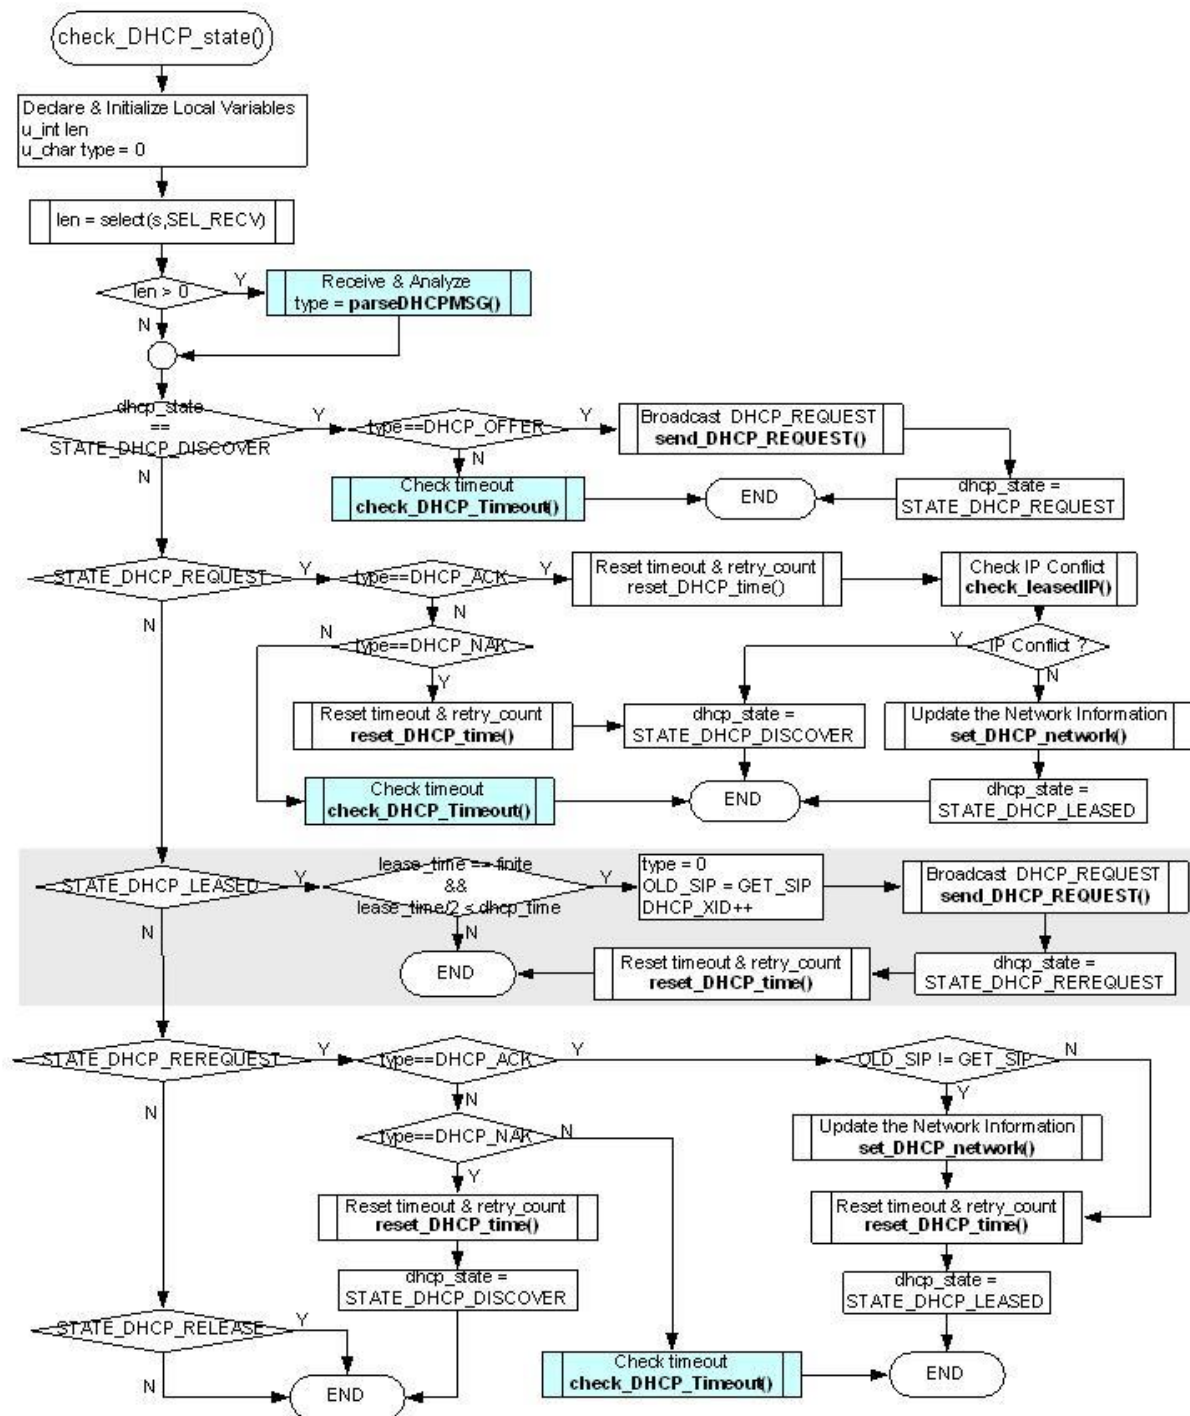 check_DHCP_state()
Declare & Initialize Local Variables
u_int len
u_char type = 0
len = select(s,SEL_RECV)
len > 0
Y
Receive & Analyze
type = parseDHCPMSG()
N
dhcp_state
==
STATE_DHCP_DISCOVER
Y
type==DHCP_OFFER
Y
Broadcast DHCP_REQUEST
send_DHCP_REQUEST()
N
N
Check timeout
check_DHCP_Timeout()
END
dhcp_state =
STATE_DHCP_REQUEST
STATE_DHCP_REQUEST
Y
type==DHCP_ACK
Y
Reset timeout & retry_count
reset_DHCP_time()
Check IP Conflict
check_leasedIP()
N
N
N
type==DHCP_NAK
Y
IP Conflict ?
Y
N
Reset timeout & retry_count
reset_DHCP_time()
dhcp_state =
STATE_DHCP_DISCOVER
Update the Network Information
set_DHCP_network()
Check timeout
check_DHCP_Timeout()
END
dhcp_state =
STATE_DHCP_LEASED
STATE_DHCP_LEASED
Y
lease_time == finite
&&
lease_time/2 < dhcp_time
Y
type = 0
OLD_SIP = GET_SIP
DHCP_XID++
Broadcast DHCP_REQUEST
send_DHCP_REQUEST()
N
N
END
Reset timeout & retry_count
reset_DHCP_time()
dhcp_state =
STATE_DHCP_REREQUEST
STATE_DHCP_REREQUEST
Y
type==DHCP_ACK
Y
OLD_SIP != GET_SIP
N
N
N
Y
type==DHCP_NAK
N
Update the Network Information
set_DHCP_network()
Y
Reset timeout & retry_count
reset_DHCP_time()
Reset timeout & retry_count
reset_DHCP_time()
dhcp_state =
STATE_DHCP_DISCOVER
dhcp_state =
STATE_DHCP_LEASED
STATE_DHCP_RELEASE
Y
N
END
Check timeout
check_DHCP_Timeout()
END